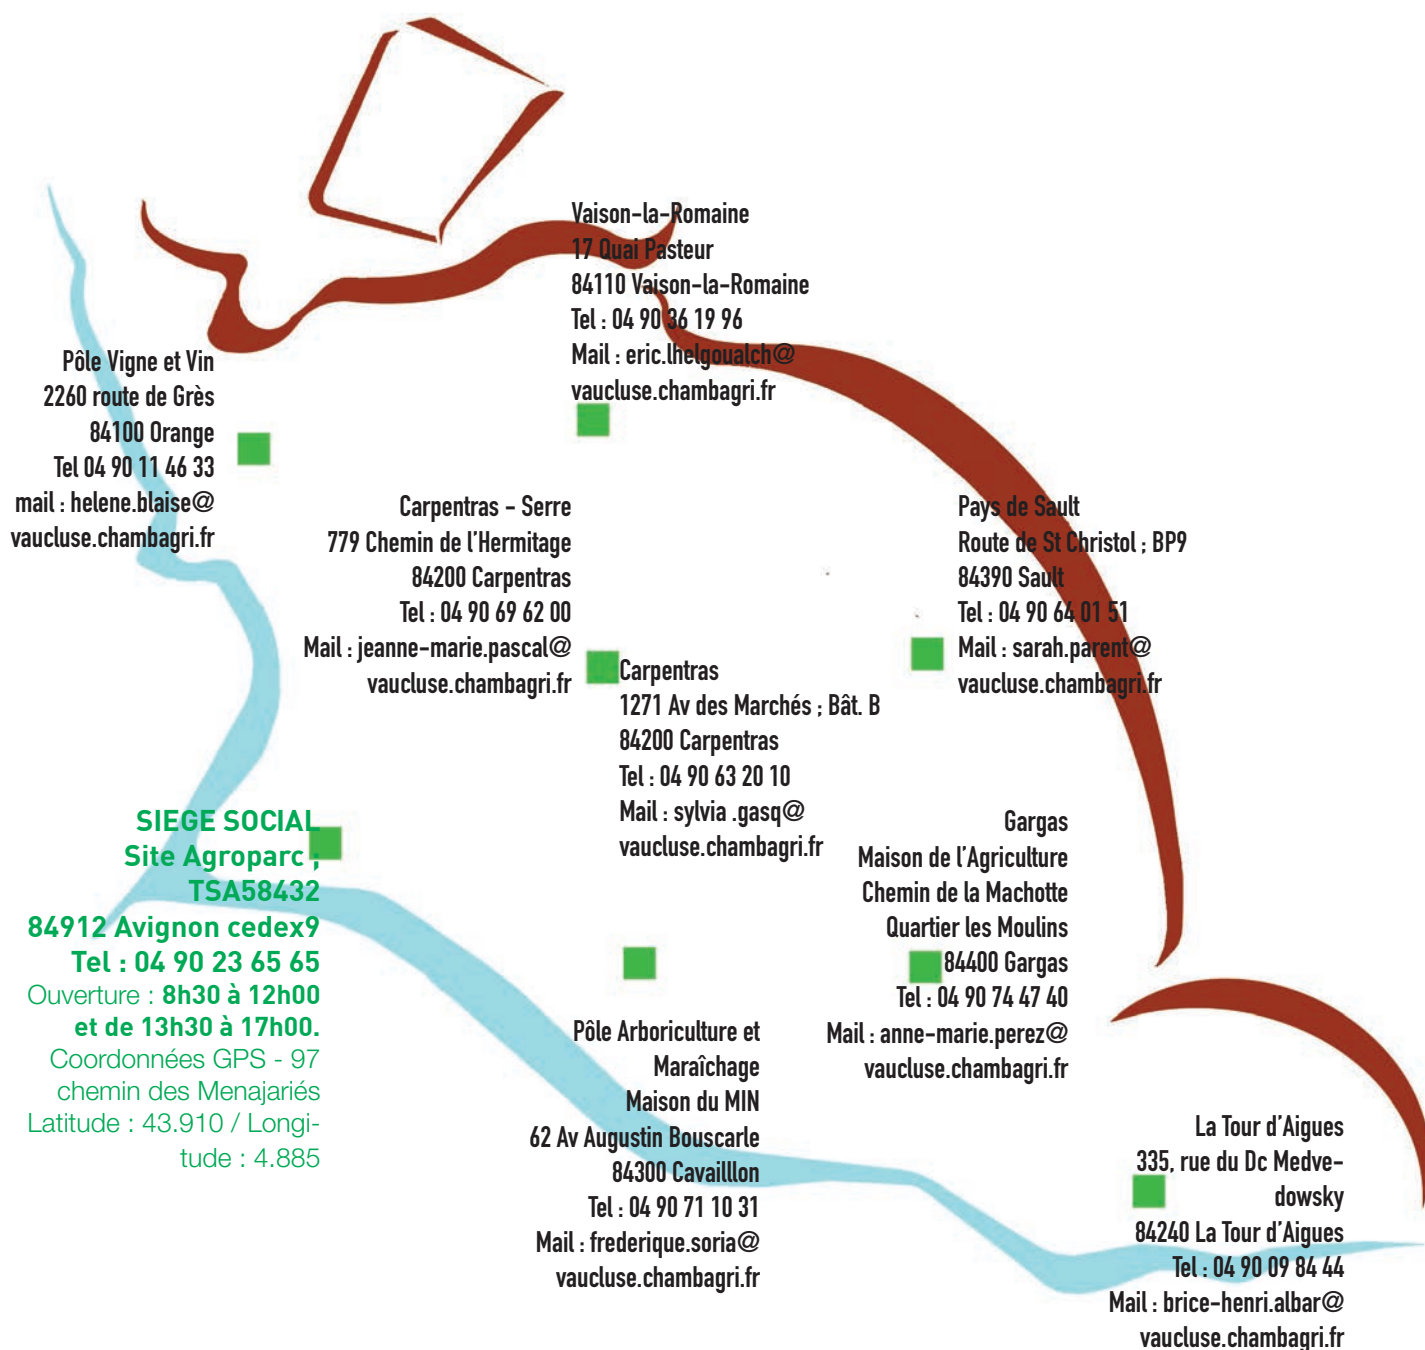 Vaison-la-Romaine
17 Quai Pasteur
84110 Vaison-la-Romaine
Tel : 04 90 36 19 96
Mail : eric.lhelgoualch@
vaucluse.chambagri.fr
Pôle Vigne et Vin
2260 route de Grès
84100 Orange
Tel 04 90 11 46 33
mail : helene.blaise@
vaucluse.chambagri.fr
Carpentras - Serre
779 Chemin de l'Hermitage
84200 Carpentras
Tel : 04 90 69 62 00
Mail : jeanne-marie.pascal@
vaucluse.chambagri.fr
Pays de Sault
Route de St Christol ; BP9
84390 Sault
Tel : 04 90 64 01 51
Mail : sarah.parent@
vaucluse.chambagri.fr
Carpentras
1271 Av des Marchés ; Bât. B
84200 Carpentras
Tel : 04 90 63 20 10
Mail : sylvia .gasq@
vaucluse.chambagri.fr
SIEGE SOCIAL
Site Agroparc ;
TSA58432
84912 Avignon cedex9
Tel : 04 90 23 65 65
Ouverture : 8h30 à 12h00
et de 13h30 à 17h00.
Coordonnées GPS - 97
chemin des Menajariés
Latitude : 43.910 / Longi-
tude : 4.885
Gargas
Maison de l'Agriculture
Chemin de la Machotte
Quartier les Moulins
84400 Gargas
Tel : 04 90 74 47 40
Mail : anne-marie.perez@
vaucluse.chambagri.fr
Pôle Arboriculture et
Maraîchage
Maison du MIN
62 Av Augustin Bouscarle
84300 Cavailllon
Tel : 04 90 71 10 31
Mail : frederique.soria@
vaucluse.chambagri.fr
La Tour d'Aigues
335, rue du Dc Medve-
dowsky
84240 La Tour d'Aigues
Tel : 04 90 09 84 44
Mail : brice-henri.albar@
vaucluse.chambagri.fr